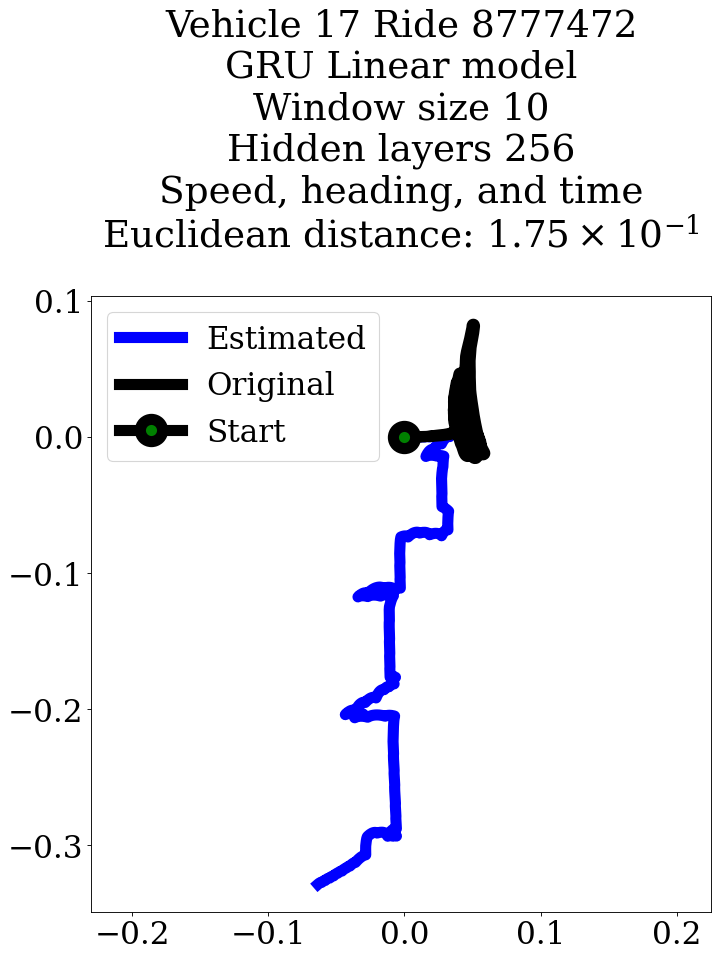 Vehicle 17 Ride 8777472
GRU Linear model
Window size 10
Hidden layers 256
Speed, heading, and time
Euclidean distance: 1.75 × 10⁻¹
Estimated
Original
Start
0.1
0.0
−0.1
−0.2
−0.3
−0.2 −0.1 0.0 0.1 0.2